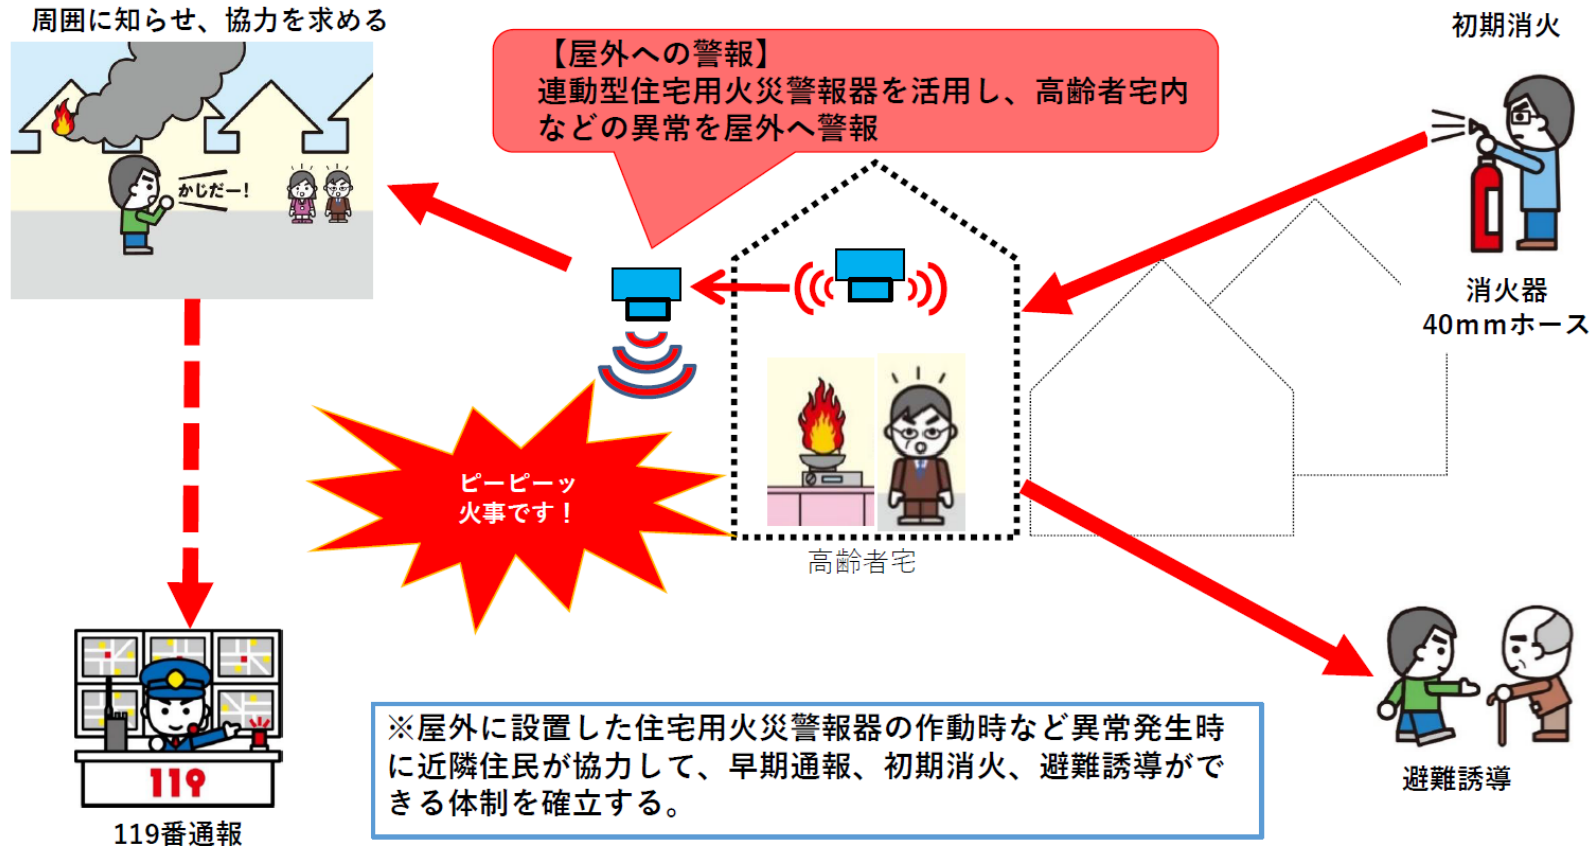 周囲に知らせ、協力を求める
かじだー！
【屋外への警報】
連動型住宅用火災警報器を活用し、高齢者宅内
などの異常を屋外へ警報
初期消火
消火器
40mmホース
ピーピーッ
火事です！
高齢者宅
119
119番通報
※屋外に設置した住宅用火災警報器の作動時など異常発生時
に近隣住民が協力して、早期通報、初期消火、避難誘導がで
きる体制を確立する。
避難誘導